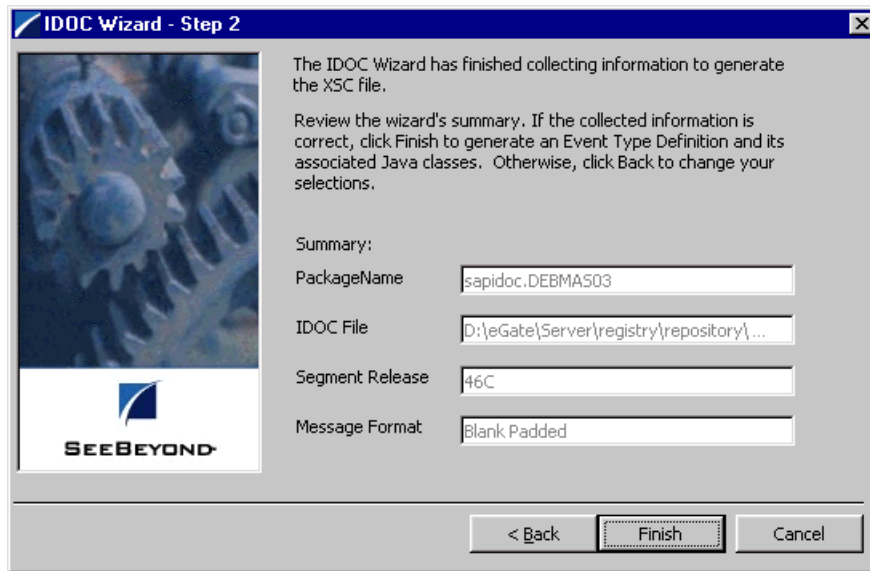 IDOC Wizard - Step 2
The IDOC Wizard has finished collecting information to generate
the XSC file.
Review the wizard's summary. If the collected information is
correct, click Finish to generate an Event Type Definition and its
associated Java classes.  Otherwise, click Back to change your
selections.
Summary:
PackageName
sapidoc.DEBMAS03
IDOC File
D:\eGate\Server\registry\repository\ ...
Segment Release
46C
Message Format
Blank Padded
SEEBEYOND
< Back
Finish
Cancel